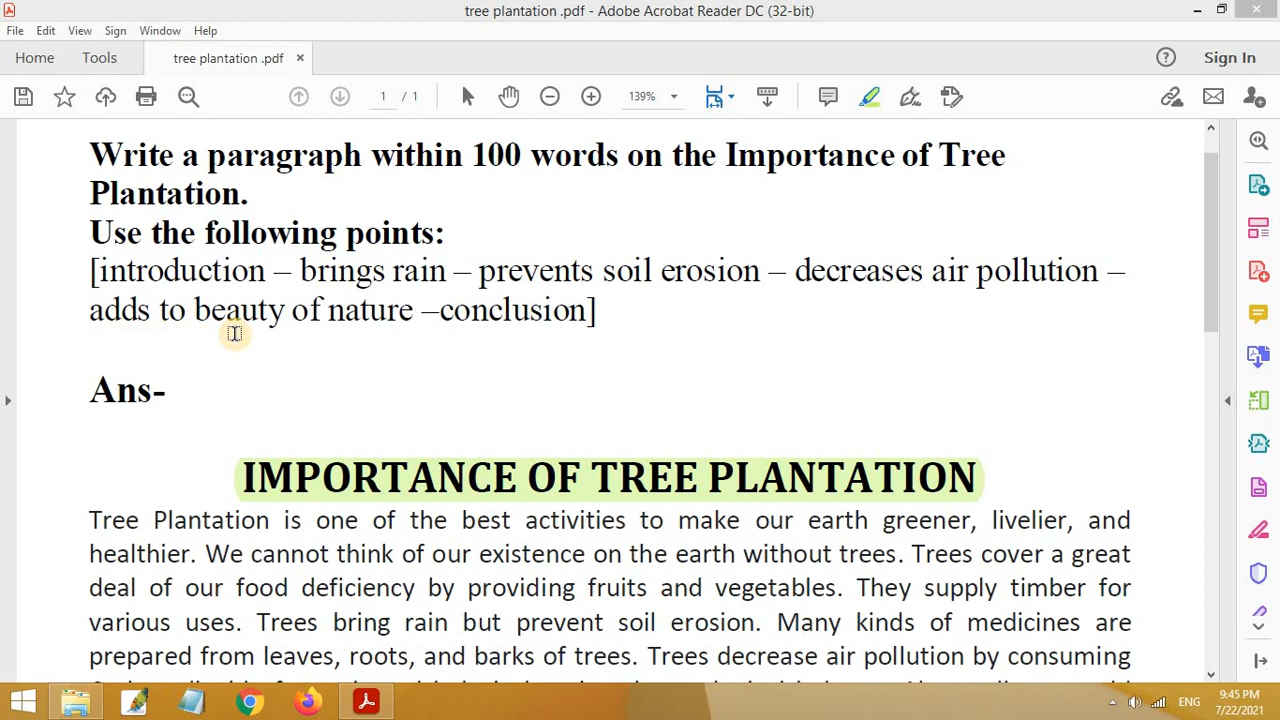 tree plantation .pdf - Adobe Acrobat Reader DC (32-bit)
File Edit View Sign Window Help
Home Tools tree plantation .pdf × Sign In
1 / 1 139%
Write a paragraph within 100 words on the Importance of Tree
Plantation.
Use the following points:
[introduction – brings rain – prevents soil erosion – decreases air pollution –
adds to beauty of nature –conclusion]
Ans-
IMPORTANCE OF TREE PLANTATION
Tree Plantation is one of the best activities to make our earth greener, livelier, and
healthier. We cannot think of our existence on the earth without trees. Trees cover a great
deal of our food deficiency by providing fruits and vegetables. They supply timber for
various uses. Trees bring rain but prevent soil erosion. Many kinds of medicines are
prepared from leaves, roots, and barks of trees. Trees decrease air pollution by consuming
ENG 9:45 PM
7/22/2021